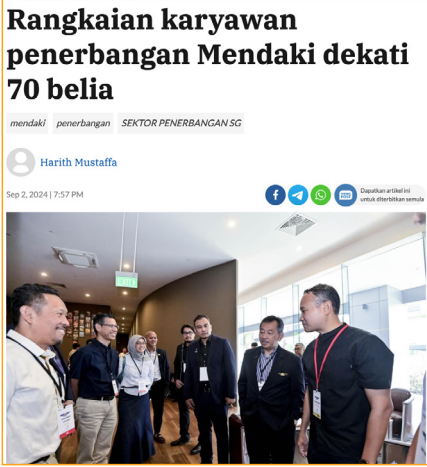 Rangkaian karyawan
penerbangan Mendaki dekati
70 belia
mendaki penerbangan SEKTOR PENERBANGAN SG
Harith Mustaffa
Sep 2, 2024 | 7:57 PM
Dapatkan artikel ini
untuk diterbitkan semula
EXIT